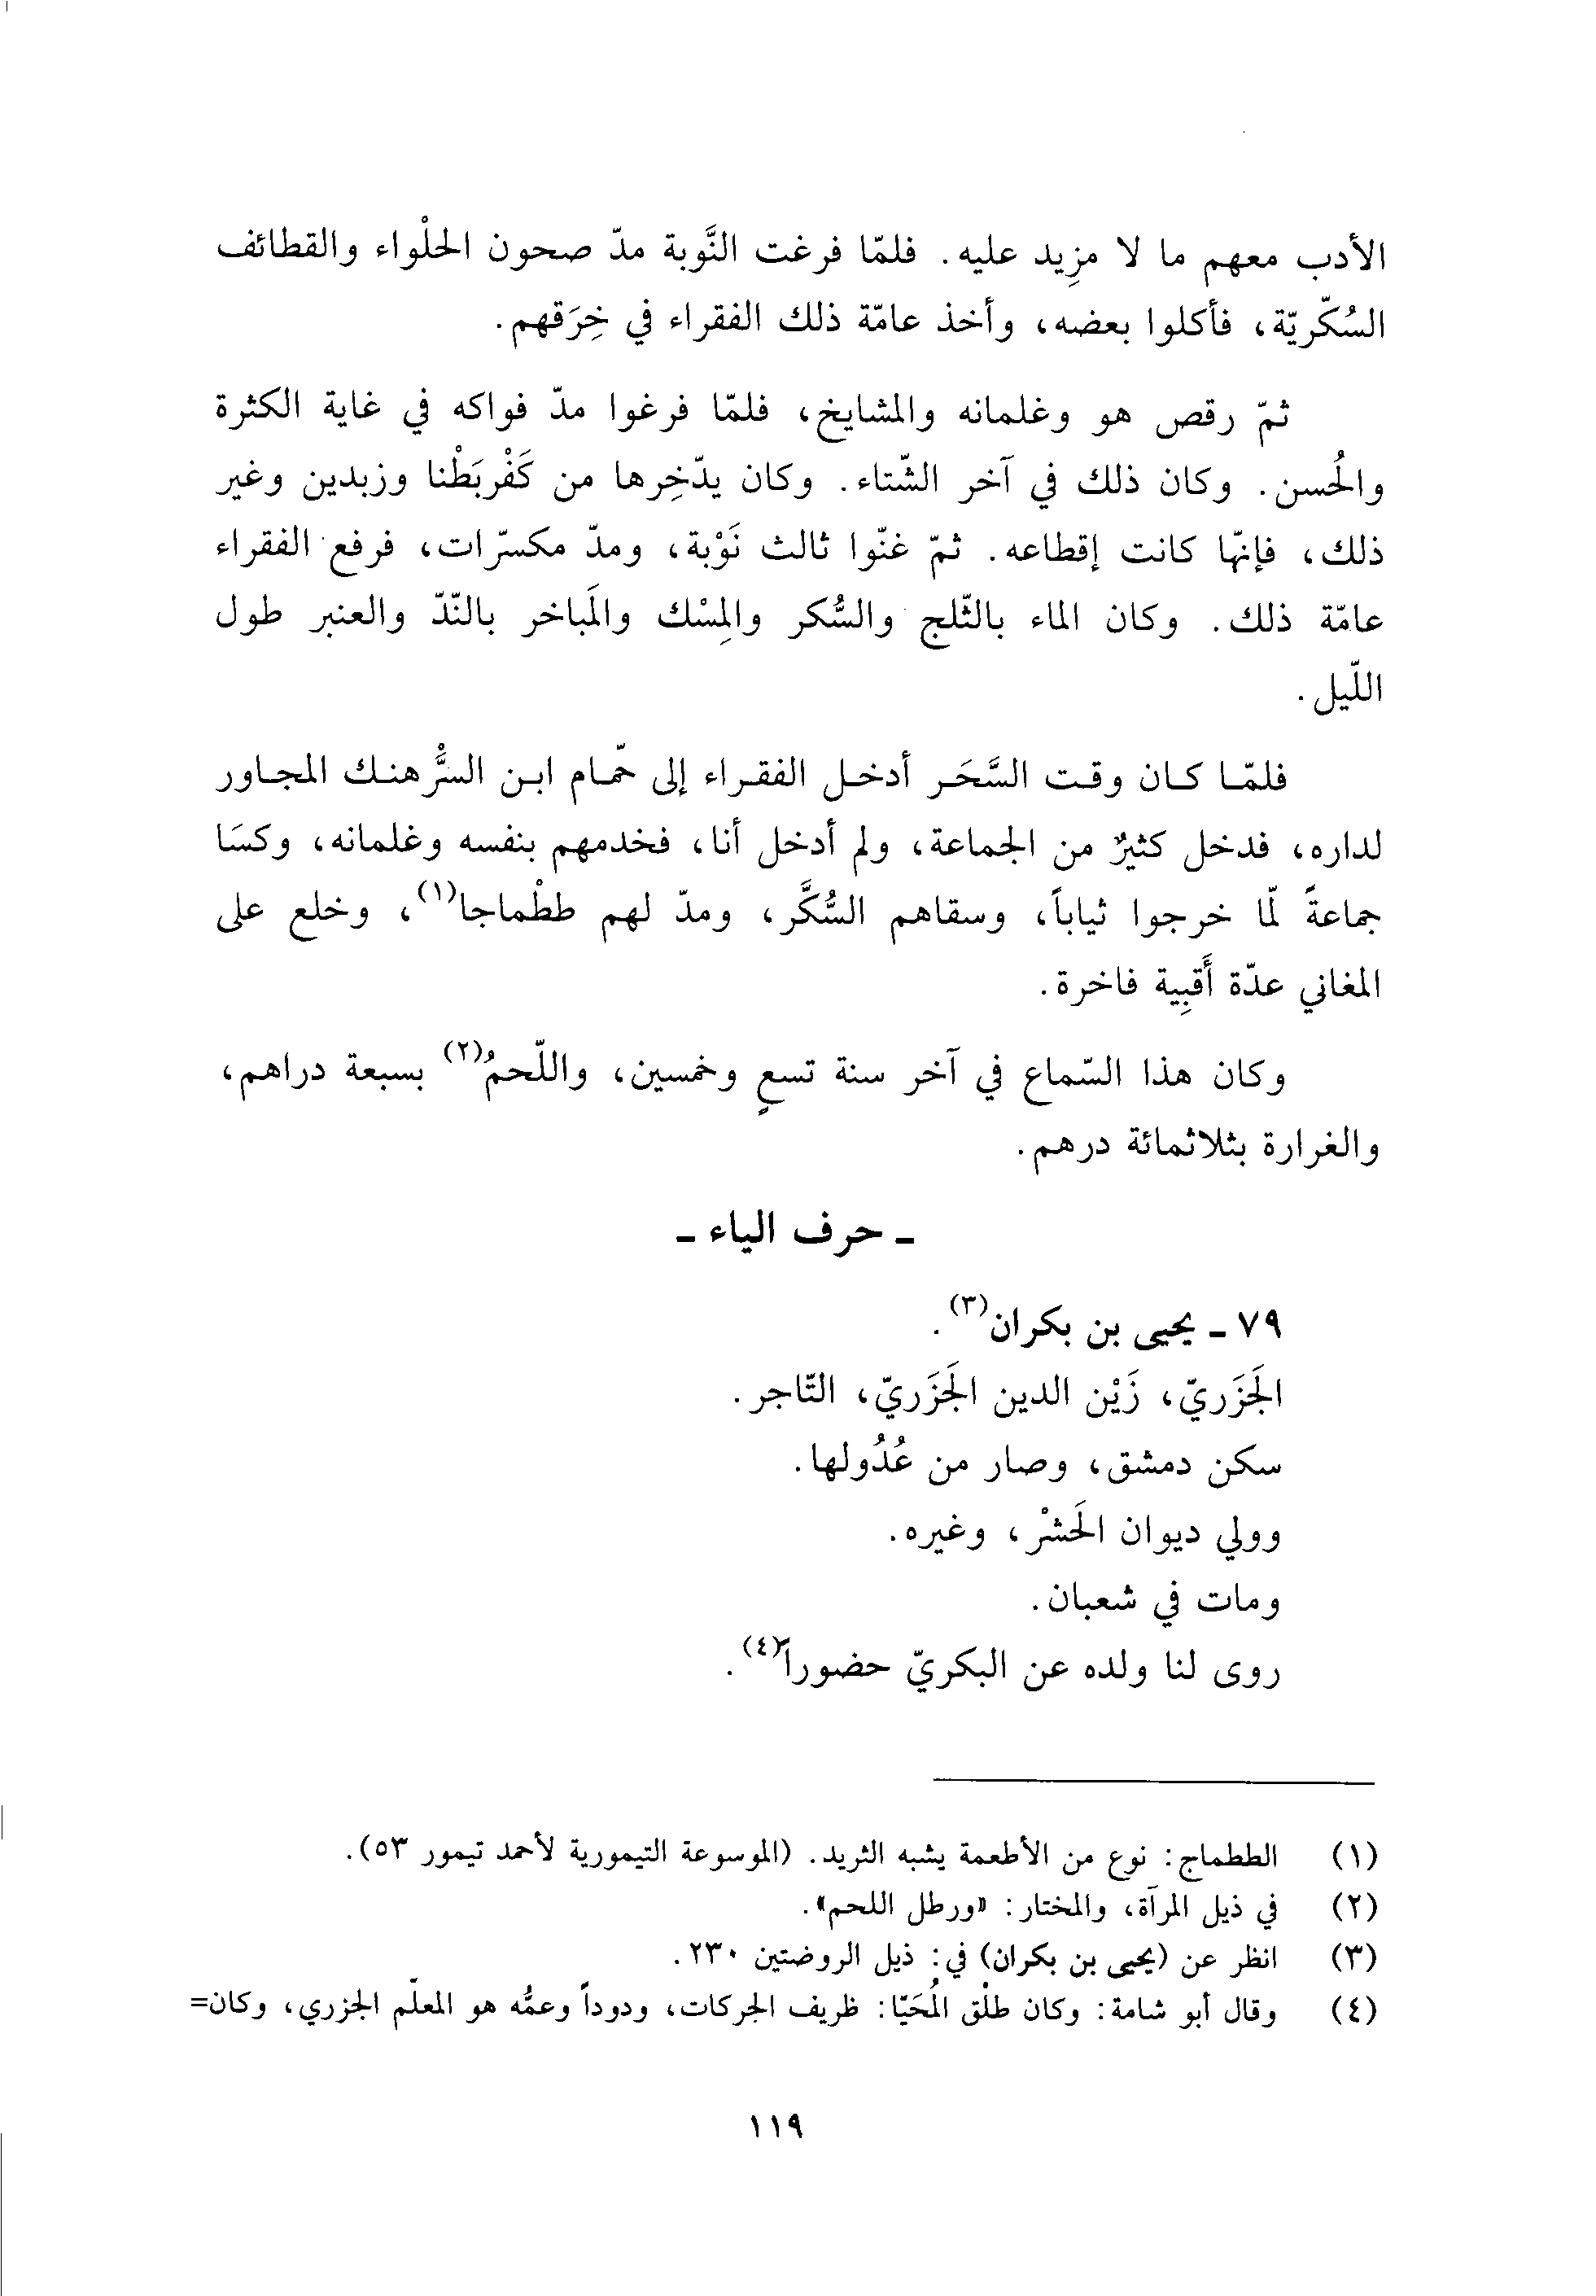 الأدب معهم ما لا مزِيد عليه. فلمّا فرغت النَّوبة مدّ صحون الحلْواء والقطائف
السُكّريّة، فأكلوا بعضه، وأخذ عامّة ذلك الفقراء في خِرَقهم.
ثمّ رقص هو وغلمانه والمشايخ، فلمّا فرغوا مدّ فواكه في غاية الكثرة
والحُسن. وكان ذلك في آخر الشّتاء. وكان يدّخِرها من كَفْربَطْنا وزبدين وغير
ذلك، فإنهّا كانت إقطاعه. ثمّ غنّوا ثالث نَوْبة، ومدّ مكسّرات، فرفع الفقراء
عامّة ذلك. وكان الماء بالثّلج والسُّكر والمِسْك والمَباخر بالنّدّ والعنبر طول
اللّيل.
فلمّا كان وقت السَّحَر أدخل الفقراء إلى حمّام ابن السرُّهنك المجاور
لداره، فدخل كثيرٌ من الجماعة، ولم أدخل أنا، فخدمهم بنفسه وغلمانه، وكسَا
جماعةً لمّا خرجوا ثياباً، وسقاهم السُّكَّر، ومدّ لهم ططْماجا(١)، وخلع على
المغاني عدّة أَقبِية فاخرة.
وكان هذا السّماع في آخر سنة تسعٍ وخمسين، واللّحمُ(٢) بسبعة دراهم،
والغرارة بثلاثمائة درهم.
- حرف الياء -
٧٩ - يحيى بن بكران(٣).
الجَزَريّ، زَيْن الدين الجَزَريّ، التّاجر.
سكن دمشق، وصار من عُدُولها.
وولي ديوان الحَشْر، وغيره.
ومات في شعبان.
روى لنا ولده عن البكريّ حضوراً(٤).
(١) الططماج: نوع من الأطعمة يشبه الثريد. (الموسوعة التيمورية لأحمد تيمور ٥٣).
(٢) في ذيل المرآة، والمختار: «ورطل اللحم».
(٣) انظر عن (يحيى بن بكران) في: ذيل الروضتين ٢٣٠.
(٤) وقال أبو شامة: وكان طلْق المُحَيّا: ظريف الجركات، ودوداً وعمُّه هو المعلّم الجزري، وكان=
١١٩